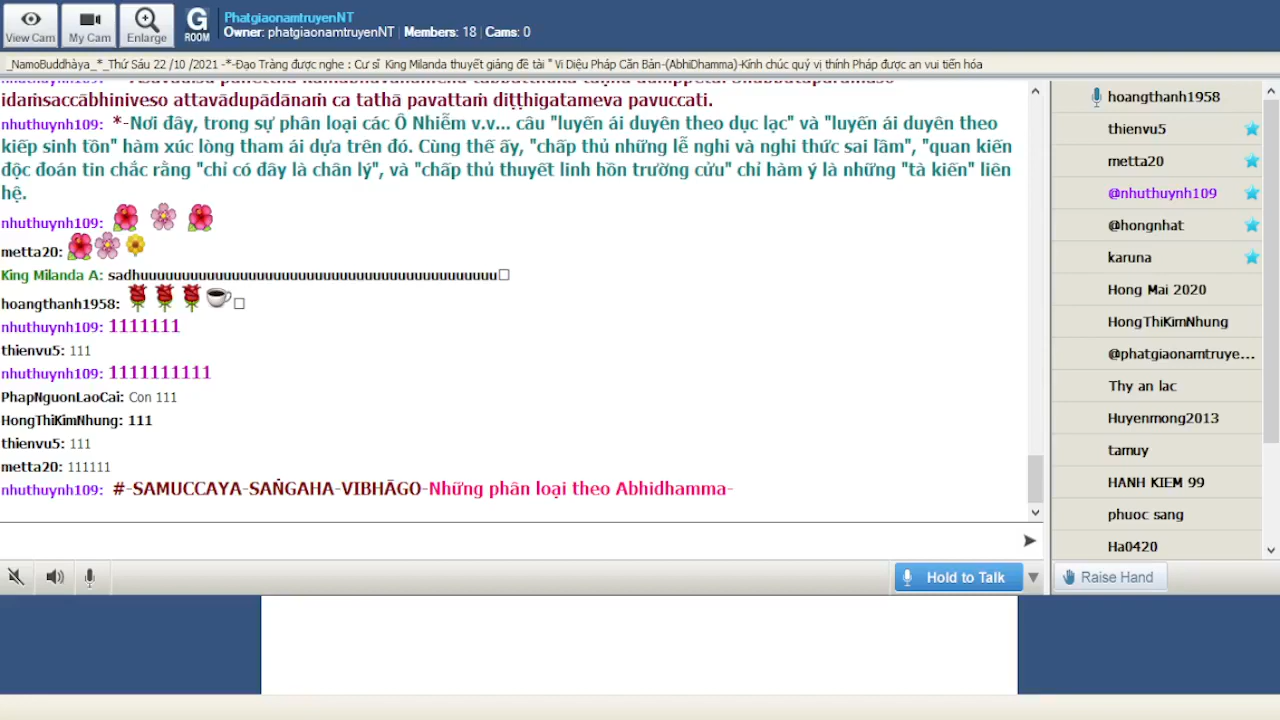 View Cam
My Cam
Enlarge
G
ROOM
PhatgiaonamtruyenNT
Owner: phatgiaonamtruyenNT | Members: 18 | Cams: 0
_NamoBuddhàya_*_Thứ Sáu 22 /10 /2021 -*-Đạo Tràng được nghe : Cư sĩ King Milanda thuyết giảng đề tài " Vi Diệu Pháp Căn Bản-(AbhiDhamma)-Kính chúc quý vị thính Pháp được an vui tiến hóa
idaṁsaccābhiniveso attavādupādānaṁ ca tathā pavattaṁ diṭṭhigatameva pavuccati.
nhuthuynh109: *-Nơi đây, trong sự phân loại các Ô Nhiễm v.v... câu "luyến ái duyên theo dục lạc" và "luyến ái duyên theo
kiếp sinh tồn" hàm xúc lòng tham ái dựa trên đó. Cùng thế ấy, "chấp thủ những lễ nghi và nghi thức sai lầm", "quan kiến
độc đoán tin chắc rằng "chỉ có đây là chân lý", và "chấp thủ thuyết linh hồn trường cửu" chỉ hàm ý là những "tà kiến" liên
hệ.
nhuthuynh109:
metta20:
King Milanda A: sadhuuuuuuuuuuuuuuuuuuuuuuuuuuuuuuuuuuuuuuuuuuu□
hoangthanh1958: □
nhuthuynh109: 1111111
thienvu5: 111
nhuthuynh109: 1111111111
PhapNguonLaoCai: Con 111
HongThiKimNhung: 111
thienvu5: 111
metta20: 111111
nhuthuynh109: #-SAMUCCAYA-SAṄGAHA-VIBHĀGO-Những phân loại theo Abhidhamma-
Hold to Talk
hoangthanh1958
thienvu5
metta20
@nhuthuynh109
@hongnhat
karuna
Hong Mai 2020
HongThiKimNhung
@phatgiaonamtruye...
Thy an lac
Huyenmong2013
tamuy
HANH KIEM 99
phuoc sang
Ha0420
Raise Hand